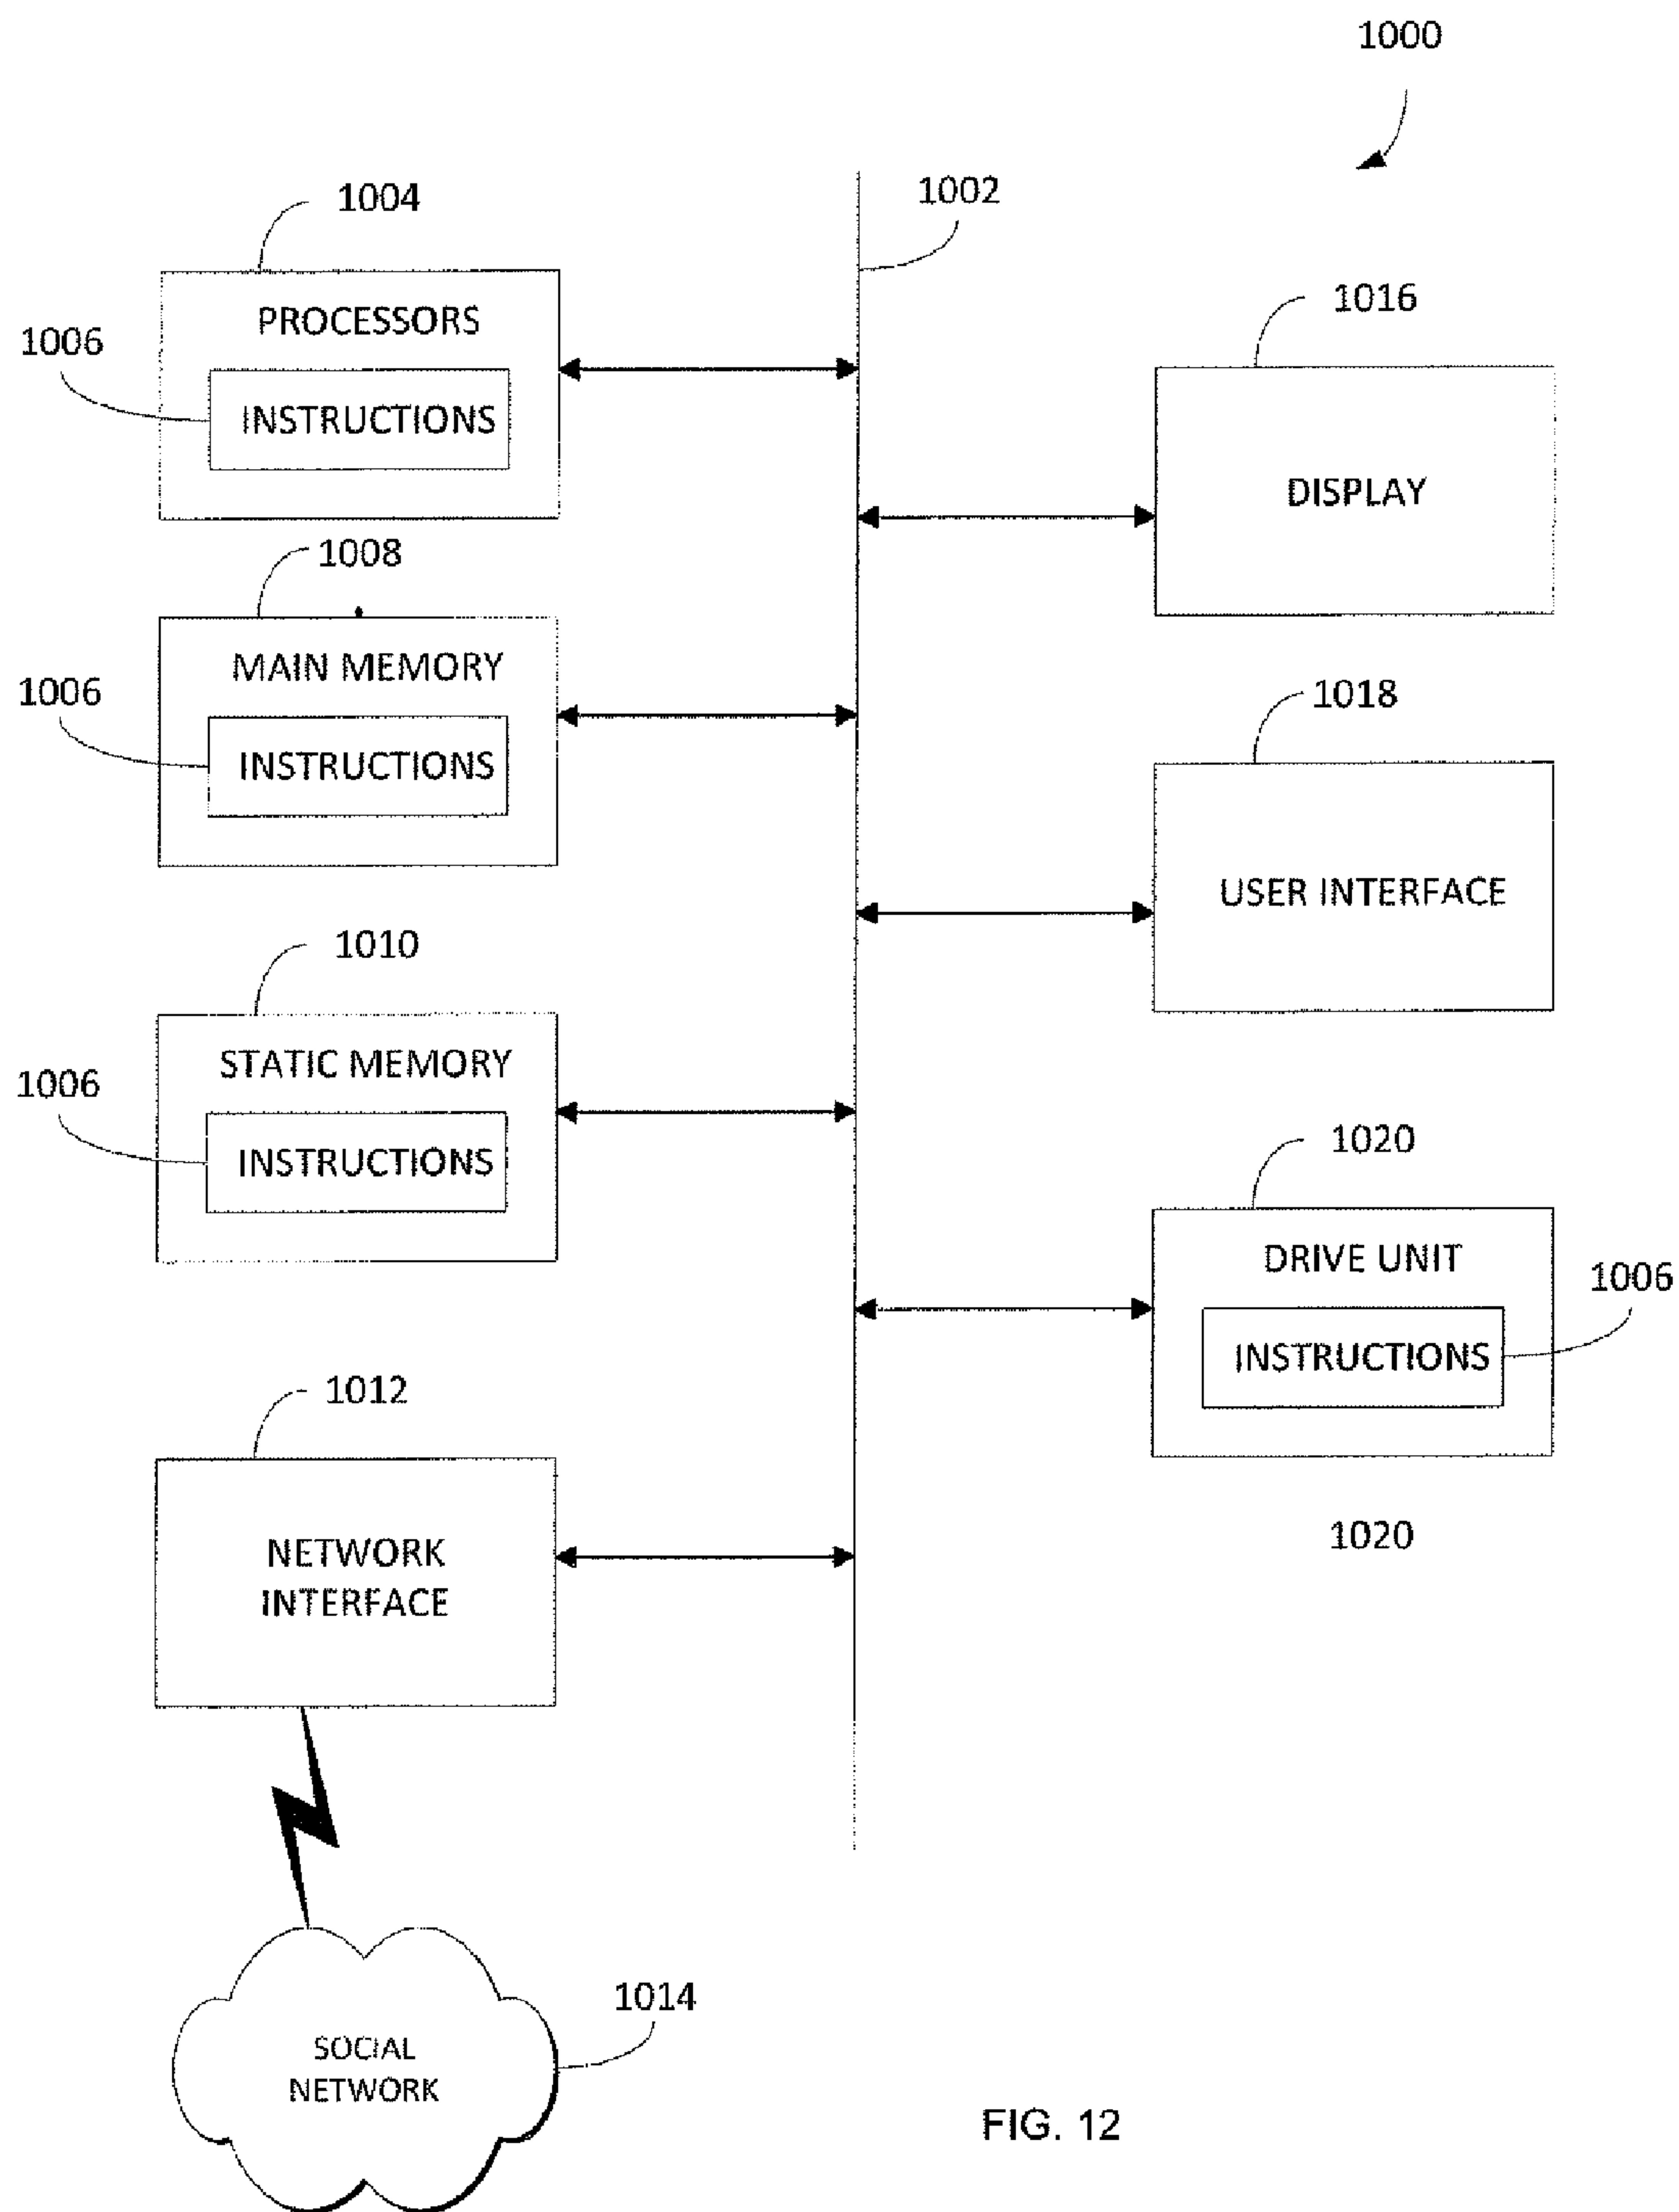 1000
1004
1002
PROCESSORS
1006
INSTRUCTIONS
1016
DISPLAY
1008
MAIN MEMORY
1006
INSTRUCTIONS
1018
USER INTERFACE
1010
STATIC MEMORY
1006
INSTRUCTIONS
1020
DRIVE UNIT
1006
INSTRUCTIONS
1012
NETWORK
INTERFACE
1020
1014
SOCIAL
NETWORK
FIG. 12